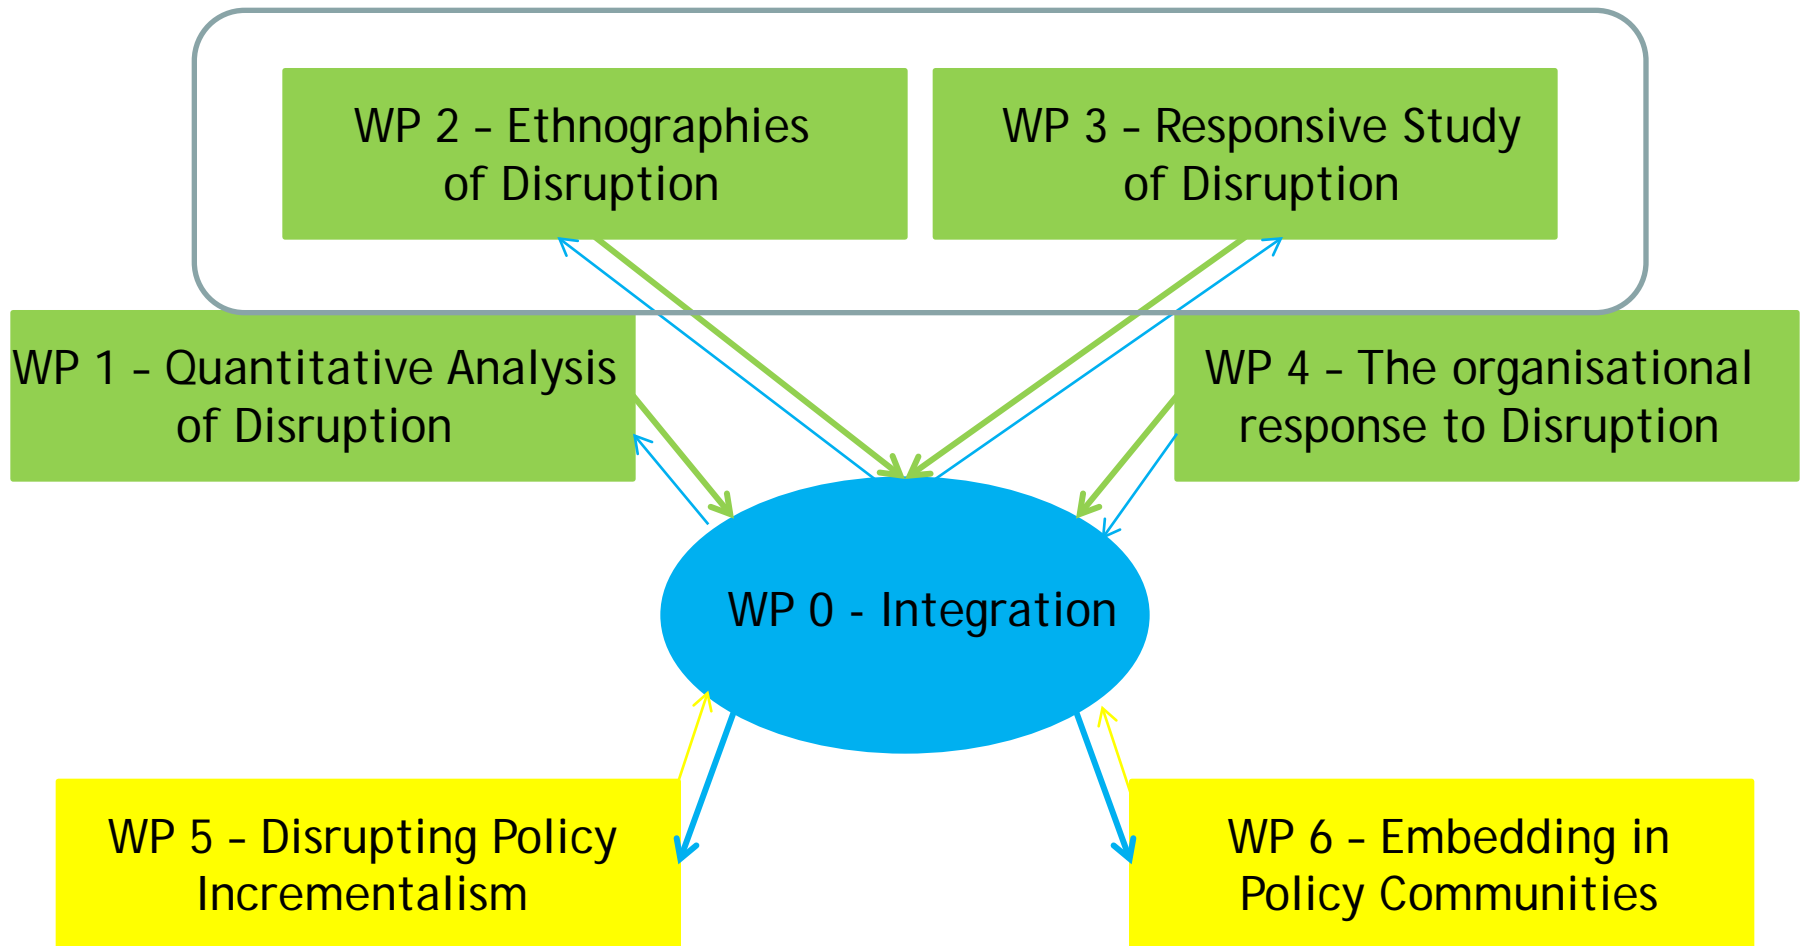 WP 2 – Ethnographies
of Disruption
WP 3 – Responsive Study
of Disruption
WP 1 – Quantitative Analysis
of Disruption
WP 4 – The organisational
response to Disruption
WP 0 - Integration
WP 5 – Disrupting Policy
Incrementalism
WP 6 – Embedding in
Policy Communities